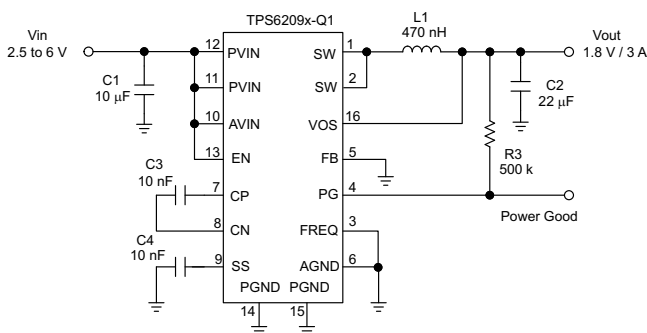 TPS6209x-Q1
L1
470 nH
Vin
2.5 to 6 V
Vout
1.8 V / 3 A
12
PVIN
SW
1
C1
10 μF
11
PVIN
SW
2
C2
22 μF
10
AVIN
VOS
16
13
EN
FB
5
R3
500 k
C3
10 nF
7
CP
PG
4
Power Good
8
CN
FREQ
3
C4
10 nF
9
SS
AGND
6
PGND
PGND
14
15